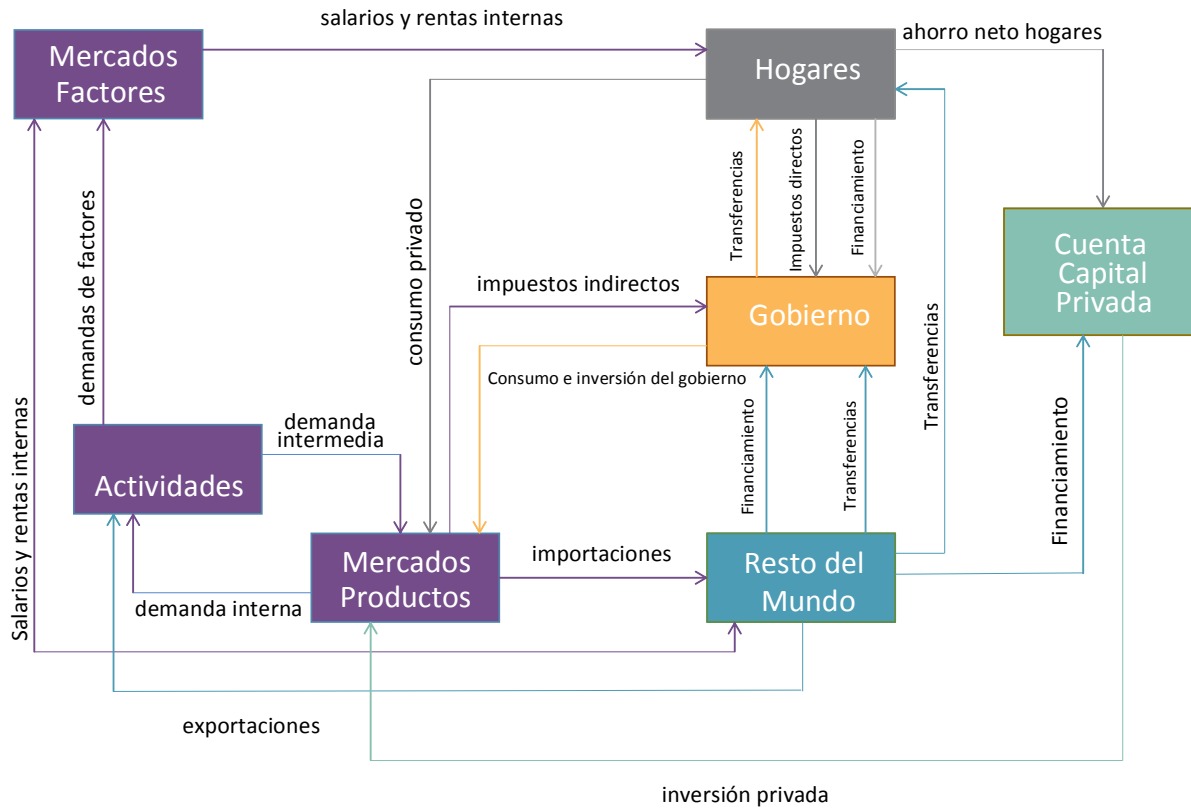 salarios y rentas internas
ahorro neto hogares
Mercados
Factores
Hogares
Transferencias
Impuestos directos
Financiamiento
demandas de factores
consumo privado
Cuenta
Capital
Privada
impuestos indirectos
Gobierno
Consumo e inversión del gobierno
Transferencias
demanda
intermedia
Actividades
Financiamiento
Transferencias
Financiamiento
Salarios y rentas internas
Mercados
Productos
importaciones
Resto del
Mundo
demanda interna
exportaciones
inversión privada